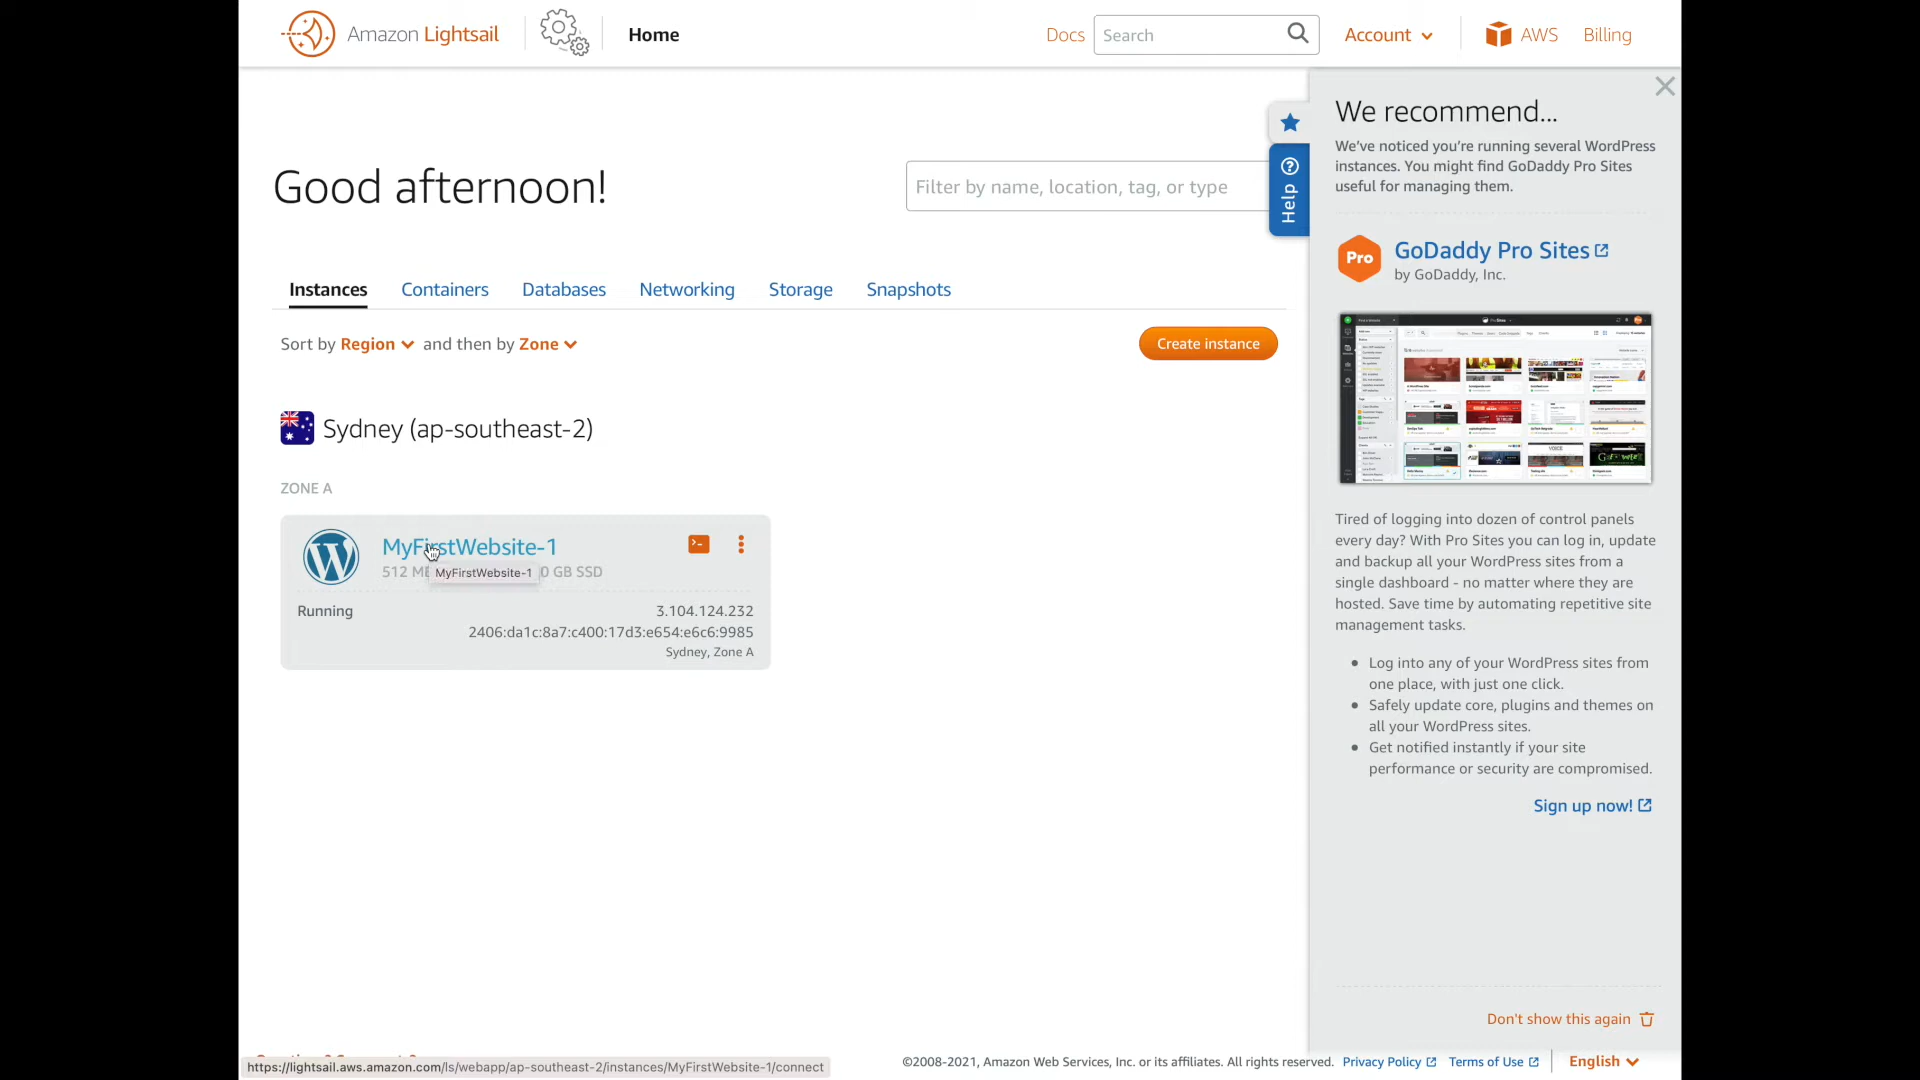 Amazon Lightsail
Home
Docs
Search
Account
AWS
Billing
Good afternoon!
Filter by name, location, tag, or type
Help
Instances
Containers
Databases
Networking
Storage
Snapshots
Sort by Region and then by Zone
Create instance
Sydney (ap-southeast-2)
ZONE A
MyFirstWebsite-1
512 M
0 GB SSD
MyFirstWebsite-1
Running
3.104.124.232
2406:da1c:8a7:c400:17d3:e654:e6c6:9985
Sydney, Zone A
We recommend...
We've noticed you're running several WordPress
instances. You might find GoDaddy Pro Sites
useful for managing them.
Pro
GoDaddy Pro Sites
by GoDaddy, Inc.
Tired of logging into dozen of control panels
every day? With Pro Sites you can log in, update
and backup all your WordPress sites from a
single dashboard - no matter where they are
hosted. Save time by automating repetitive site
management tasks.
Log into any of your WordPress sites from
one place, with just one click.
Safely update core, plugins and themes on
all your WordPress sites.
Get notified instantly if your site
performance or security are compromised.
Sign up now!
Don't show this again
https://lightsail.aws.amazon.com/ls/webapp/ap-southeast-2/instances/MyFirstWebsite-1/connect
©2008-2021, Amazon Web Services, Inc. or its affiliates. All rights reserved.
Privacy Policy
Terms of Use
English